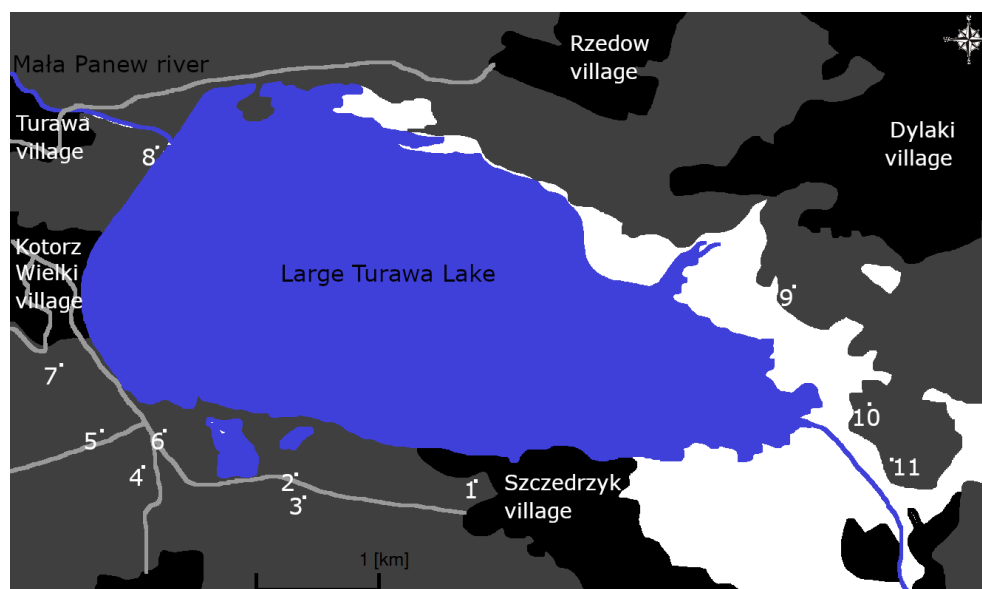 Rzedow
village
Mała Panew river
Turawa
village
Dylaki
village
8
Kotorz
Wielki
village
Large Turawa Lake
9
7
10
5
6
4
11
2
1
3
Szczedrzyk
village
1 [km]